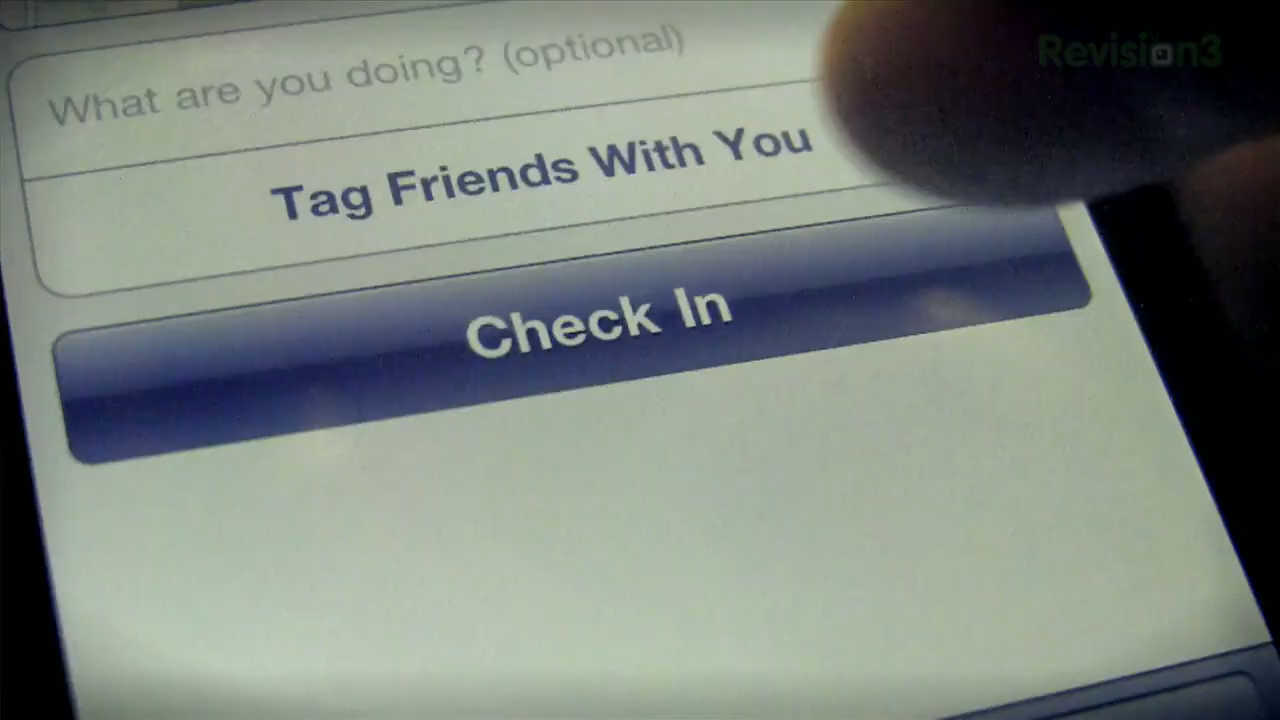 What are you doing? (optional)
Revision3
Tag Friends With You
Check In